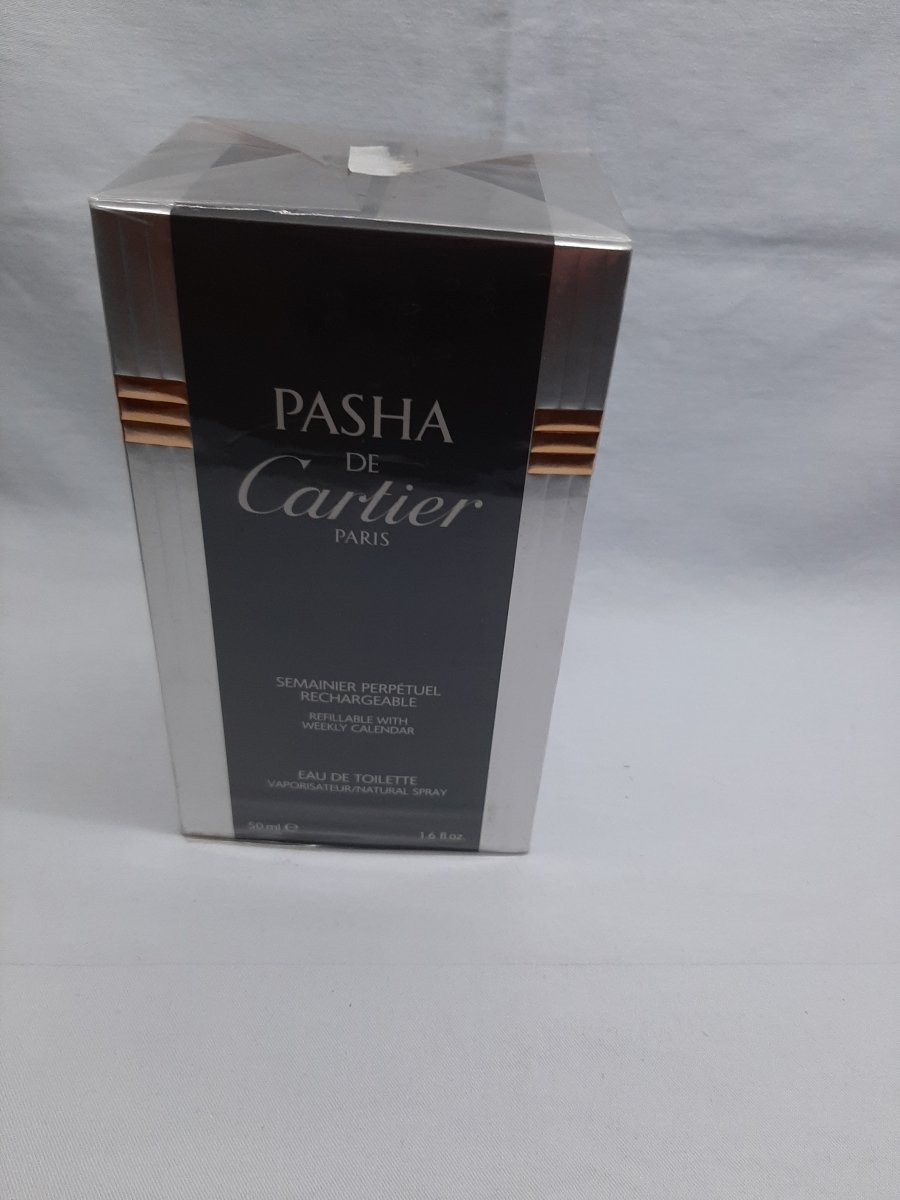 PASHA
DE
Cartier
PARIS
SEMAINIER PERPÉTUEL
RECHARGEABLE
REFILLABLE WITH
WEEKLY CALENDAR
EAU DE TOILETTE
VAPORISATEUR/NATURAL SPRAY
50 ml ℮ 1.6 fl.oz.